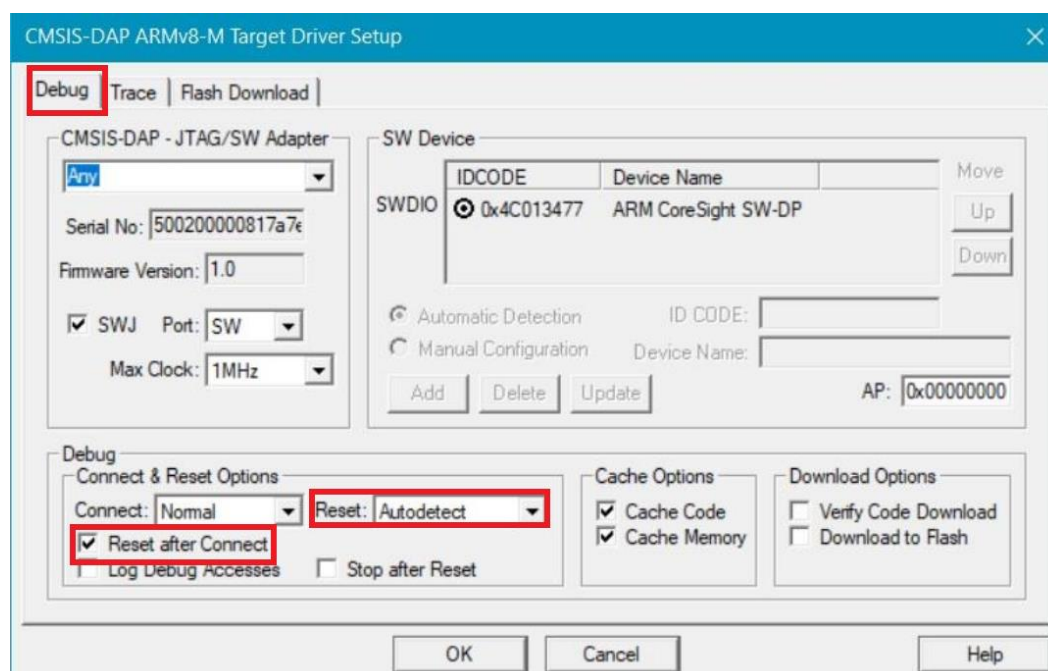 CMSIS-DAP ARMv8-M Target Driver Setup
Debug Trace Flash Download
CMSIS-DAP - JTAG/SW Adapter
Any
Serial No: 500200000817a7e
Firmware Version: 1.0
SWJ Port: SW
Max Clock: 1MHz
SW Device
IDCODE Device Name
SWDIO 0x4C013477 ARM CoreSight SW-DP
Move
Up
Down
Automatic Detection ID CODE:
Manual Configuration Device Name:
Add Delete Update AP: 0x00000000
Debug
Connect & Reset Options
Connect: Normal Reset: Autodetect
Reset after Connect
Log Debug Accesses Stop after Reset
Cache Options
Cache Code
Cache Memory
Download Options
Verify Code Download
Download to Flash
OK Cancel Help